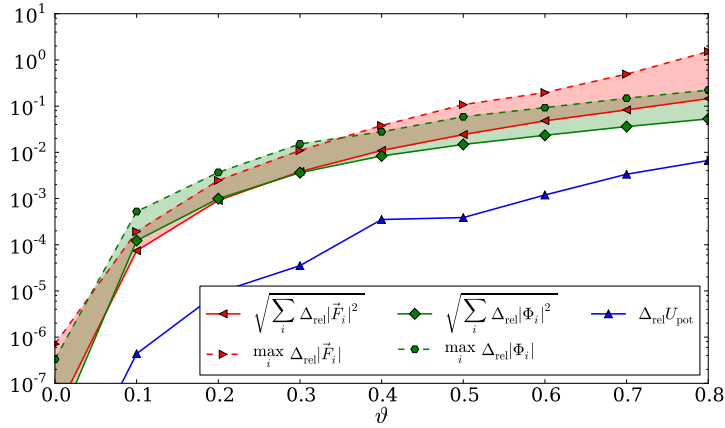 10^1
10^0
10^-1
10^-2
10^-3
10^-4
10^-5
10^-6
10^-7
0.0 0.1 0.2 0.3 0.4 0.5 0.6 0.7 0.8
ϑ
√∑_i Δ_rel|F⃗_i|^2 √∑_i Δ_rel|Φ_i|^2 Δ_rel U_pot
max_i Δ_rel|F⃗_i| max_i Δ_rel|Φ_i|